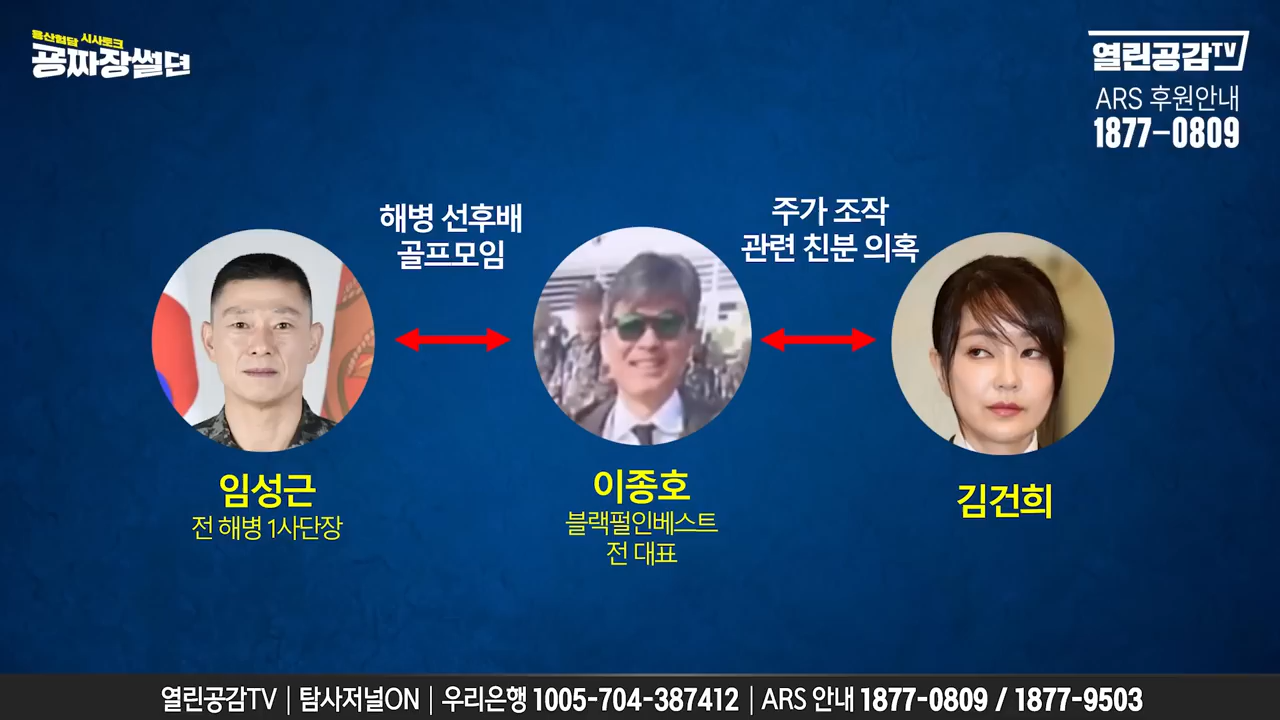 용산험담 시사토크
공짜장썰뎐
열린공감TV
ARS 후원안내
1877-0809
해병 선후배
골프모임
주가 조작
관련 친분 의혹
임성근
전 해병 1사단장
이종호
블랙펄인베스트
전 대표
김건희
열린공감TV | 탐사저널ON | 우리은행 1005-704-387412 | ARS 안내 1877-0809 / 1877-9503